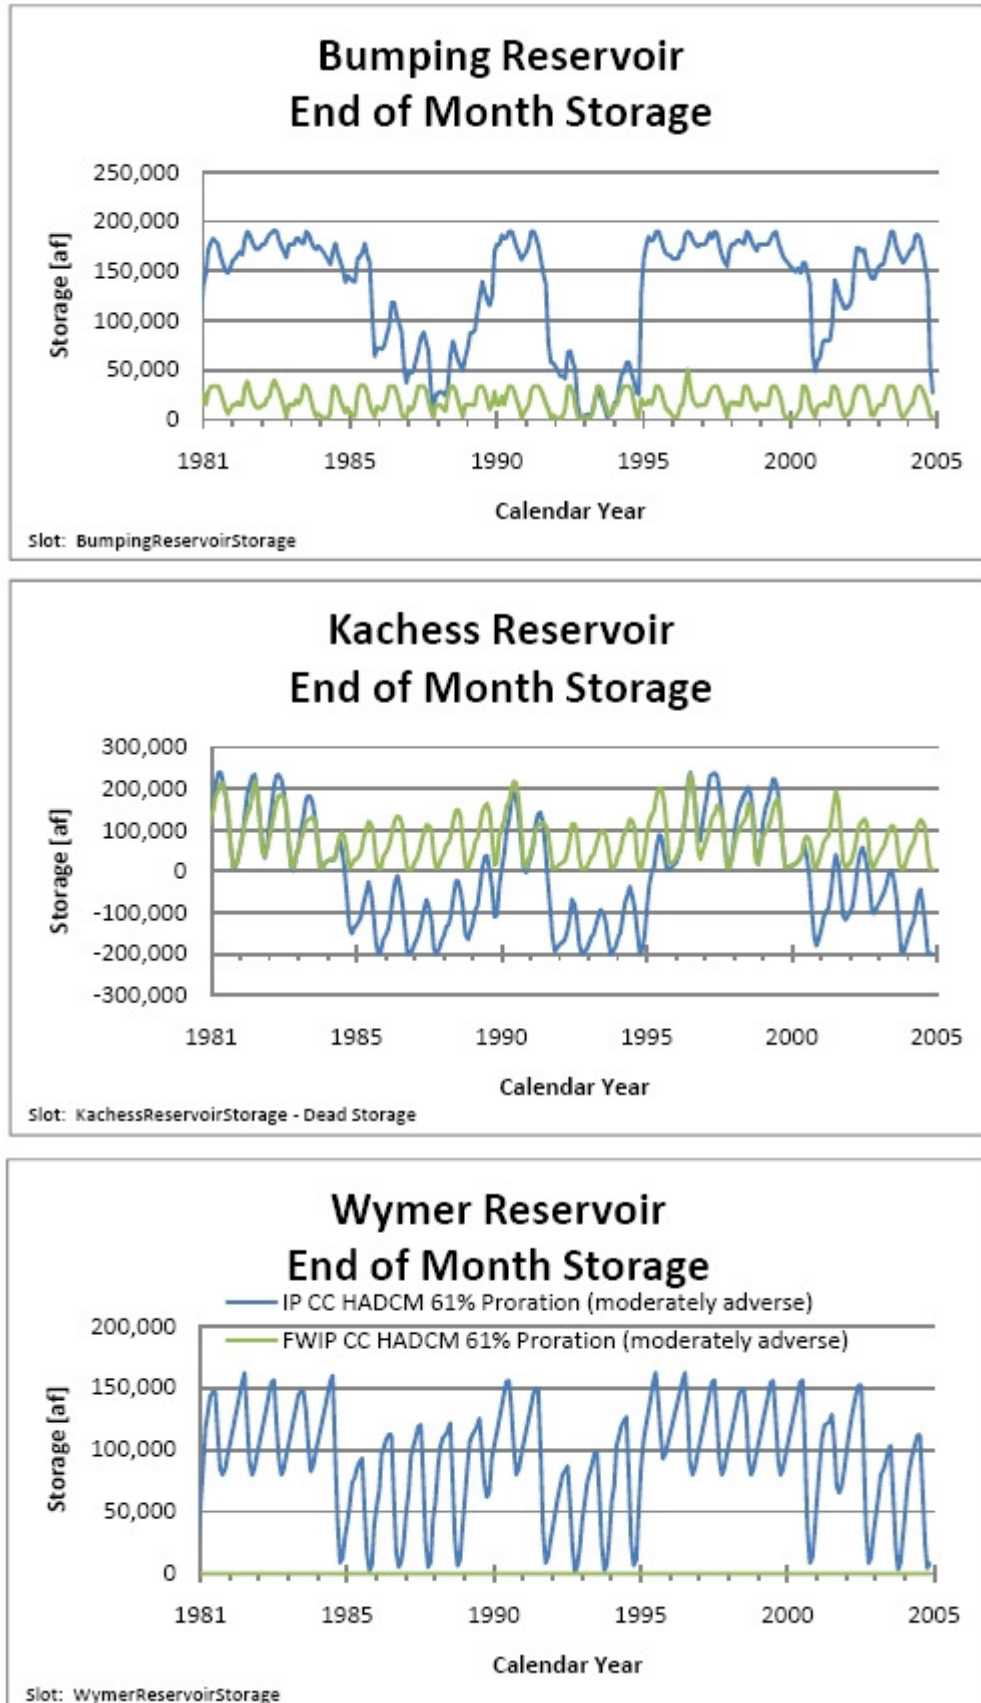 Bumping Reservoir
End of Month Storage
250,000
200,000
150,000
100,000
50,000
0
Storage [af]
1981 1985 1990 1995 2000 2005
Calendar Year
Slot: BumpingReservoirStorage
Kachess Reservoir
End of Month Storage
300,000
200,000
100,000
0
-100,000
-200,000
-300,000
Storage [af]
1981 1985 1990 1995 2000 2005
Calendar Year
Slot: KachessReservoirStorage - Dead Storage
Wymer Reservoir
End of Month Storage
IP CC HADCM 61% Proration (moderately adverse)
FWIP CC HADCM 61% Proration (moderately adverse)
200,000
150,000
100,000
50,000
0
Storage [af]
1981 1985 1990 1995 2000 2005
Calendar Year
Slot: WymerReservoirStorage